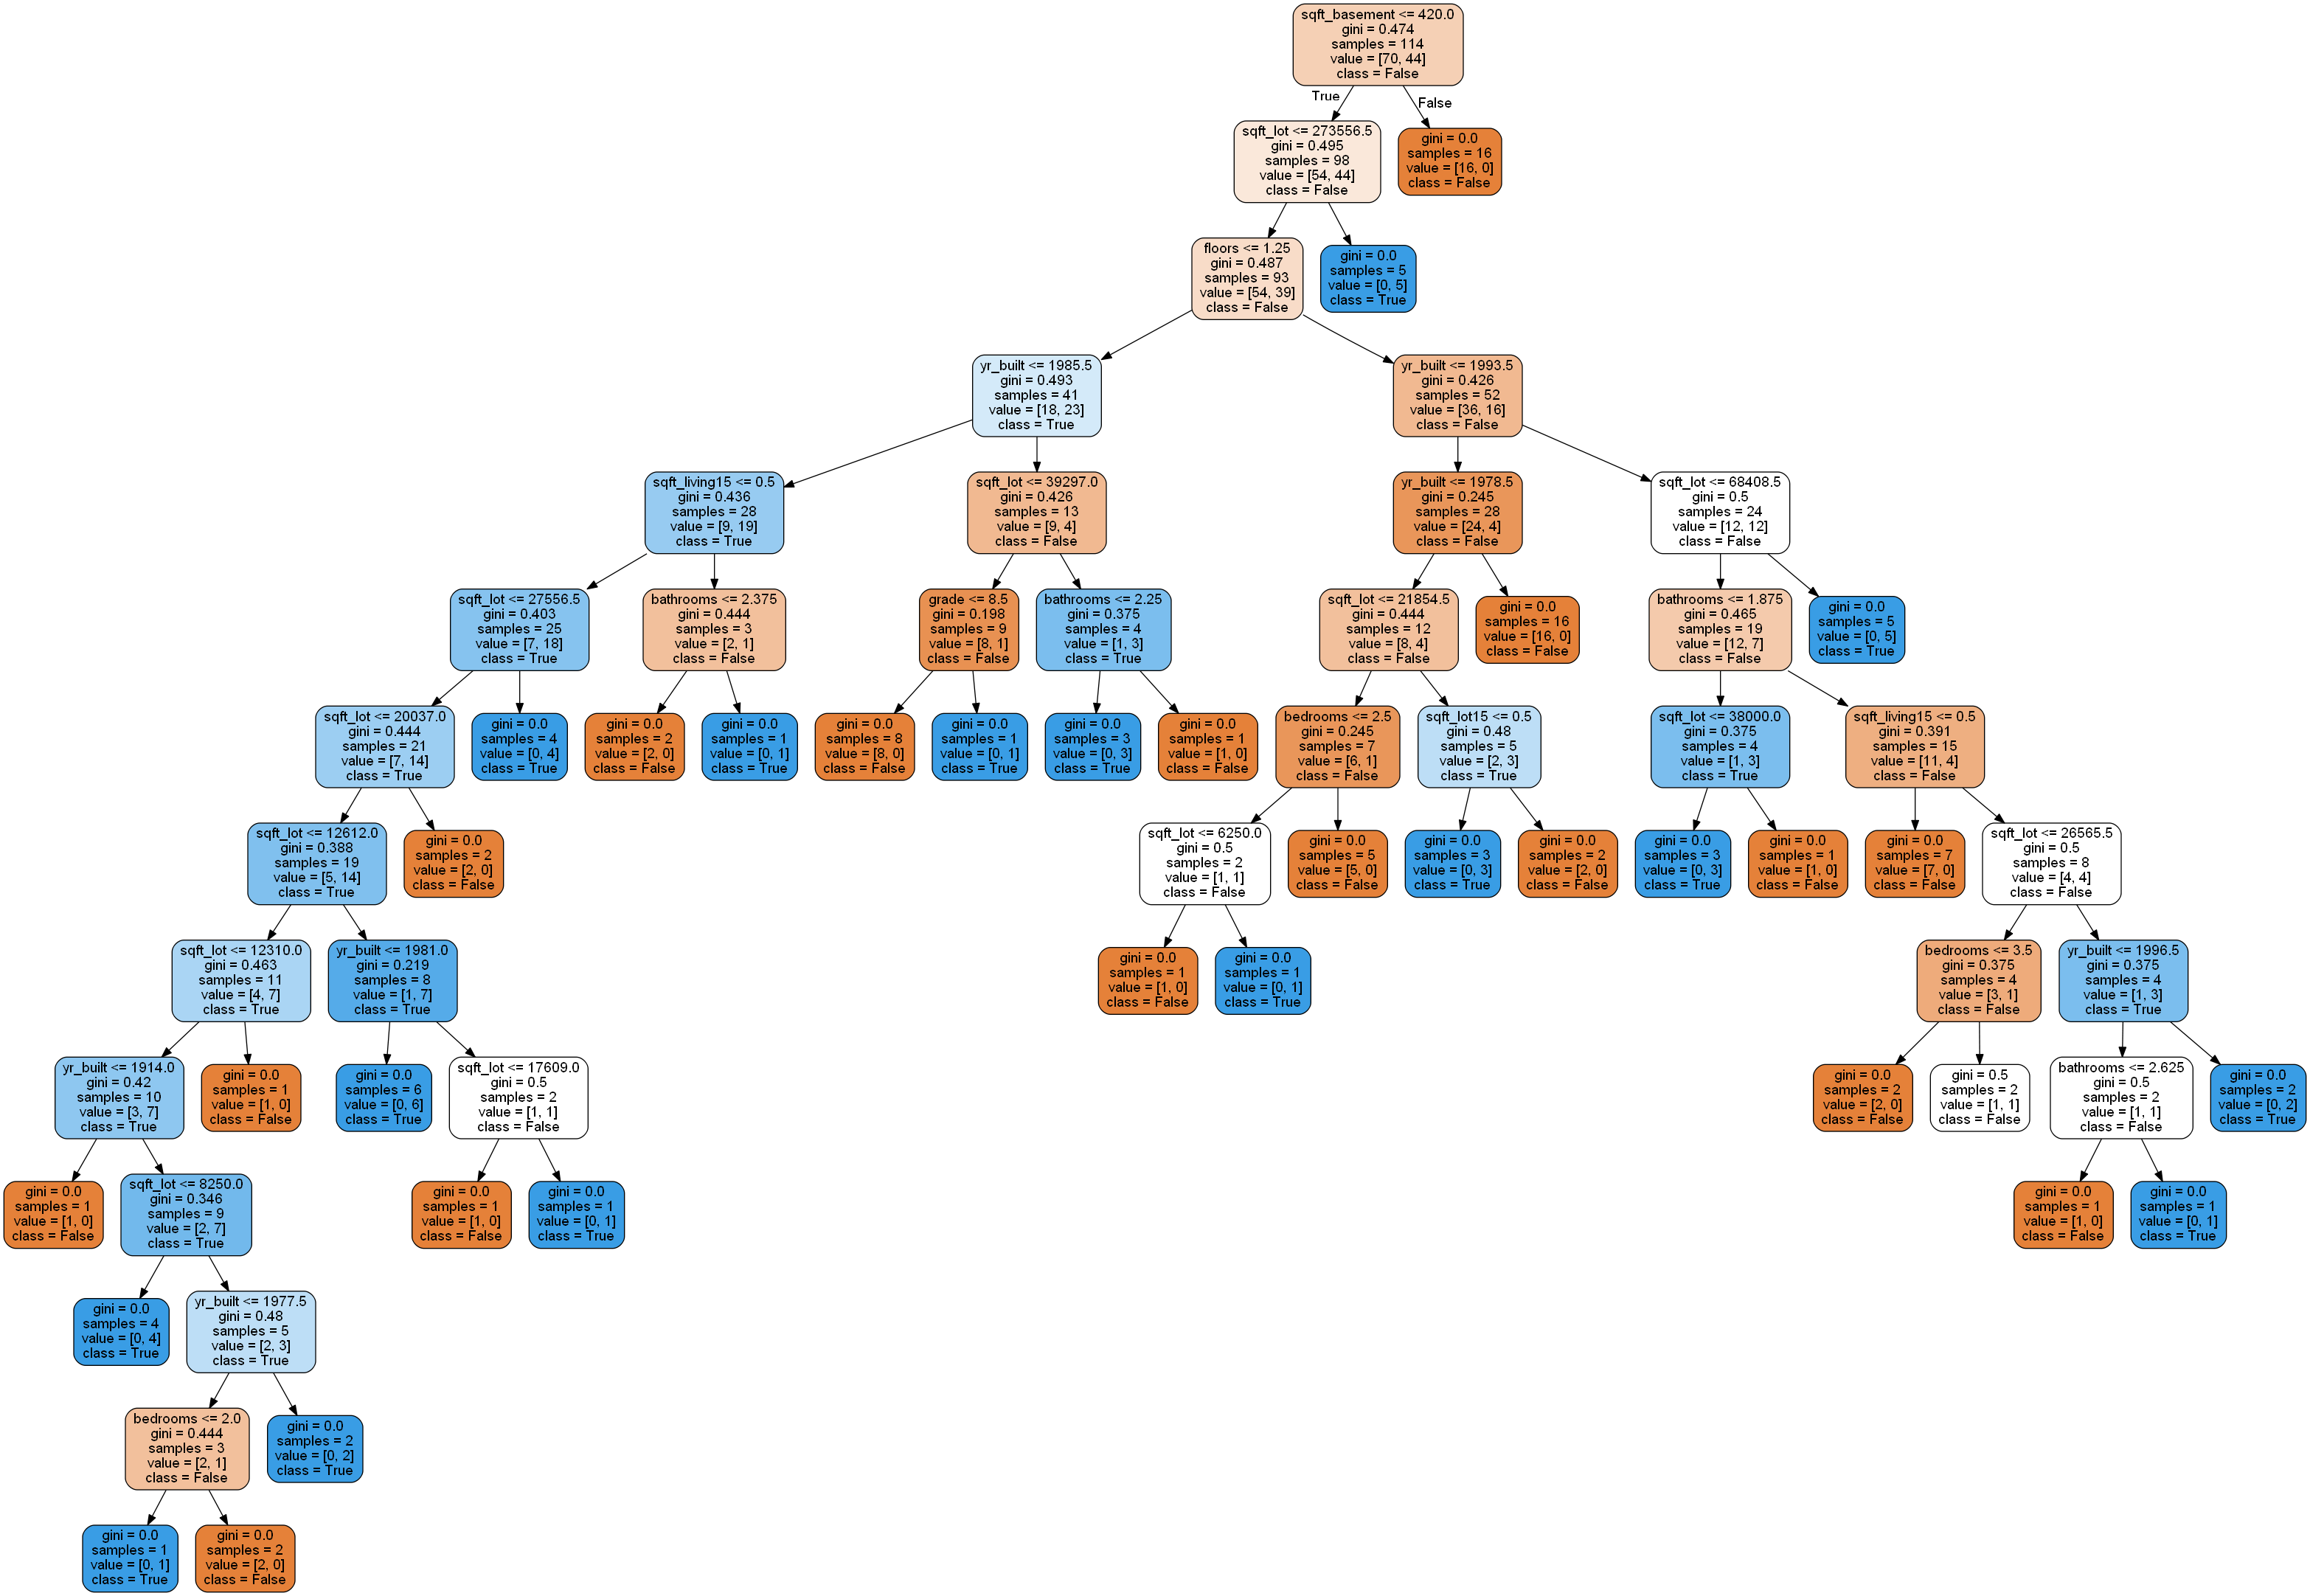 sqft_basement <= 420.0
gini = 0.474
samples = 114
value = [70, 44]
class = False
True
False
sqft_lot <= 273556.5
gini = 0.495
samples = 98
value = [54, 44]
class = False
gini = 0.0
samples = 16
value = [16, 0]
class = False
floors <= 1.25
gini = 0.487
samples = 93
value = [54, 39]
class = False
gini = 0.0
samples = 5
value = [0, 5]
class = True
yr_built <= 1985.5
gini = 0.493
samples = 41
value = [18, 23]
class = True
yr_built <= 1993.5
gini = 0.426
samples = 52
value = [36, 16]
class = False
sqft_living15 <= 0.5
gini = 0.436
samples = 28
value = [9, 19]
class = True
sqft_lot <= 39297.0
gini = 0.426
samples = 13
value = [9, 4]
class = False
yr_built <= 1978.5
gini = 0.245
samples = 28
value = [24, 4]
class = False
sqft_lot <= 68408.5
gini = 0.5
samples = 24
value = [12, 12]
class = False
sqft_lot <= 27556.5
gini = 0.403
samples = 25
value = [7, 18]
class = True
bathrooms <= 2.375
gini = 0.444
samples = 3
value = [2, 1]
class = False
grade <= 8.5
gini = 0.198
samples = 9
value = [8, 1]
class = False
bathrooms <= 2.25
gini = 0.375
samples = 4
value = [1, 3]
class = True
sqft_lot <= 21854.5
gini = 0.444
samples = 12
value = [8, 4]
class = False
gini = 0.0
samples = 16
value = [16, 0]
class = False
bathrooms <= 1.875
gini = 0.465
samples = 19
value = [12, 7]
class = False
gini = 0.0
samples = 5
value = [0, 5]
class = True
sqft_lot <= 20037.0
gini = 0.444
samples = 21
value = [7, 14]
class = True
gini = 0.0
samples = 4
value = [0, 4]
class = True
gini = 0.0
samples = 2
value = [2, 0]
class = False
gini = 0.0
samples = 1
value = [0, 1]
class = True
gini = 0.0
samples = 8
value = [8, 0]
class = False
gini = 0.0
samples = 1
value = [0, 1]
class = True
gini = 0.0
samples = 3
value = [0, 3]
class = True
gini = 0.0
samples = 1
value = [1, 0]
class = False
bedrooms <= 2.5
gini = 0.245
samples = 7
value = [6, 1]
class = False
sqft_lot15 <= 0.5
gini = 0.48
samples = 5
value = [2, 3]
class = True
sqft_lot <= 38000.0
gini = 0.375
samples = 4
value = [1, 3]
class = True
sqft_living15 <= 0.5
gini = 0.391
samples = 15
value = [11, 4]
class = False
sqft_lot <= 12612.0
gini = 0.388
samples = 19
value = [5, 14]
class = True
gini = 0.0
samples = 2
value = [2, 0]
class = False
sqft_lot <= 6250.0
gini = 0.5
samples = 2
value = [1, 1]
class = False
gini = 0.0
samples = 5
value = [5, 0]
class = False
gini = 0.0
samples = 3
value = [0, 3]
class = True
gini = 0.0
samples = 2
value = [2, 0]
class = False
gini = 0.0
samples = 3
value = [0, 3]
class = True
gini = 0.0
samples = 1
value = [1, 0]
class = False
gini = 0.0
samples = 7
value = [7, 0]
class = False
sqft_lot <= 26565.5
gini = 0.5
samples = 8
value = [4, 4]
class = False
sqft_lot <= 12310.0
gini = 0.463
samples = 11
value = [4, 7]
class = True
yr_built <= 1981.0
gini = 0.219
samples = 8
value = [1, 7]
class = True
gini = 0.0
samples = 1
value = [1, 0]
class = False
gini = 0.0
samples = 1
value = [0, 1]
class = True
bedrooms <= 3.5
gini = 0.375
samples = 4
value = [3, 1]
class = False
yr_built <= 1996.5
gini = 0.375
samples = 4
value = [1, 3]
class = True
yr_built <= 1914.0
gini = 0.42
samples = 10
value = [3, 7]
class = True
gini = 0.0
samples = 1
value = [1, 0]
class = False
gini = 0.0
samples = 6
value = [0, 6]
class = True
sqft_lot <= 17609.0
gini = 0.5
samples = 2
value = [1, 1]
class = False
gini = 0.0
samples = 2
value = [2, 0]
class = False
gini = 0.5
samples = 2
value = [1, 1]
class = False
bathrooms <= 2.625
gini = 0.5
samples = 2
value = [1, 1]
class = False
gini = 0.0
samples = 2
value = [0, 2]
class = True
gini = 0.0
samples = 1
value = [1, 0]
class = False
sqft_lot <= 8250.0
gini = 0.346
samples = 9
value = [2, 7]
class = True
gini = 0.0
samples = 1
value = [1, 0]
class = False
gini = 0.0
samples = 1
value = [0, 1]
class = True
gini = 0.0
samples = 1
value = [1, 0]
class = False
gini = 0.0
samples = 1
value = [0, 1]
class = True
gini = 0.0
samples = 4
value = [0, 4]
class = True
yr_built <= 1977.5
gini = 0.48
samples = 5
value = [2, 3]
class = True
bedrooms <= 2.0
gini = 0.444
samples = 3
value = [2, 1]
class = False
gini = 0.0
samples = 2
value = [0, 2]
class = True
gini = 0.0
samples = 1
value = [0, 1]
class = True
gini = 0.0
samples = 2
value = [2, 0]
class = False